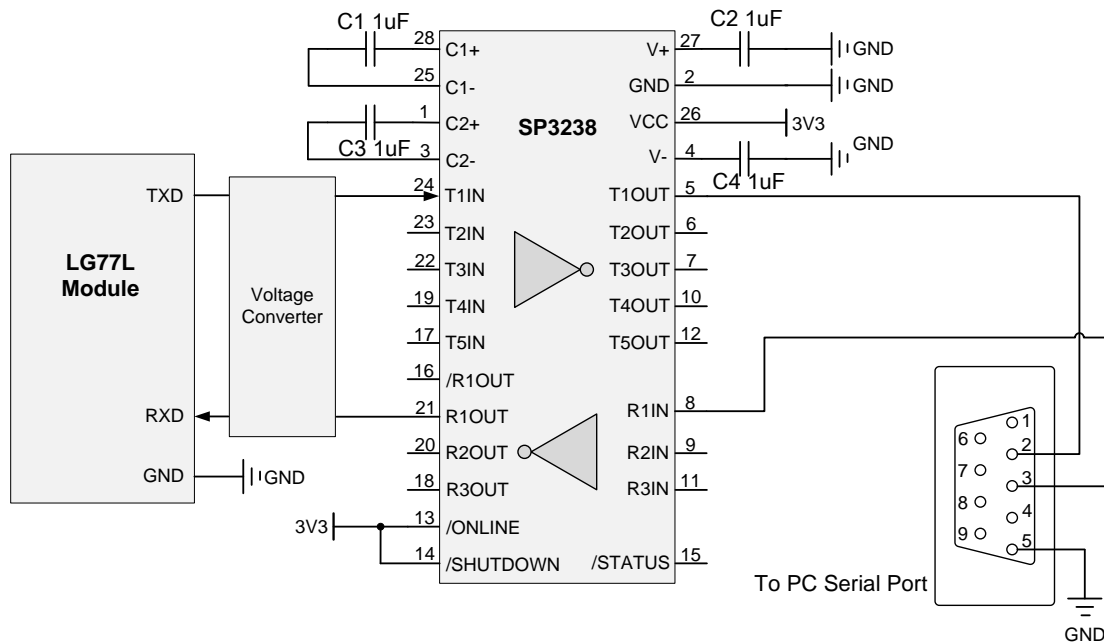 C1 1uF
28
C1+
25
C1-
1
C2+
C3 1uF
3
C2-
24
T1IN
23
T2IN
22
T3IN
19
T4IN
17
T5IN
16
/R1OUT
21
R1OUT
20
R2OUT
18
R3OUT
3V3
13
/ONLINE
14
/SHUTDOWN
SP3238
C2 1uF
V+
27
GND
GND
2
GND
VCC
26
3V3
V-
4
GND
C4 1uF
T1OUT
5
T2OUT
6
T3OUT
7
T4OUT
10
T5OUT
12
R1IN
8
R2IN
9
R3IN
11
/STATUS
15
TXD
LG77L
Module
RXD
GND
GND
Voltage
Converter
1
6
2
7
3
8
4
9
5
To PC Serial Port
GND